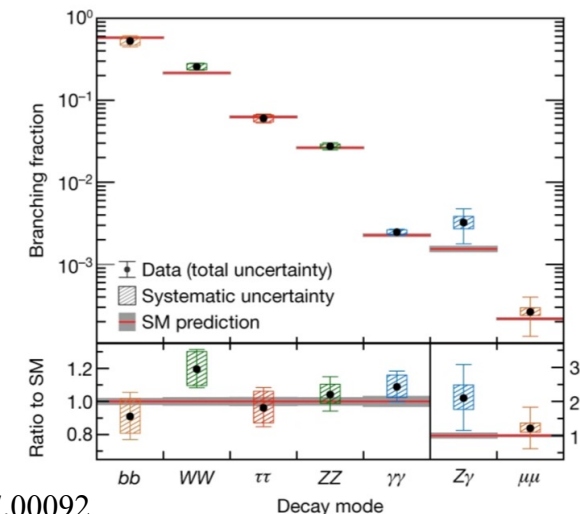 10⁰
10⁻¹
10⁻²
10⁻³
Branching fraction
Data (total uncertainty)
Systematic uncertainty
SM prediction
1.2
1.0
0.8
Ratio to SM
3
2
1
bb WW ττ ZZ γγ Zγ μμ
Decay mode
.00092